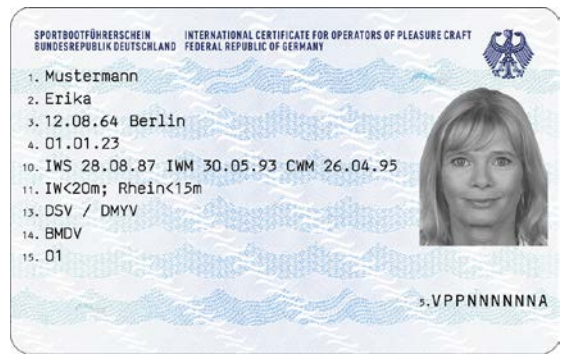 SPORTBOOTFÜHRERSCHEIN INTERNATIONAL CERTIFICATE FOR OPERATORS OF PLEASURE CRAFT
BUNDESREPUBLIK DEUTSCHLAND FEDERAL REPUBLIC OF GERMANY
1. Mustermann
2. Erika
3. 12.08.64 Berlin
4. 01.01.23
10. IWS 28.08.87 IWM 30.05.93 CWM 26.04.95
11. IW<20m; Rhein<15m
13. DSV / DMYV
14. BMDV
15. 01
5. VPPNNNNNNA